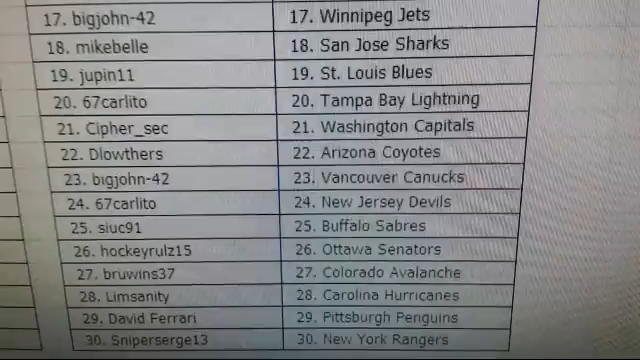 17. bigjohn-42 17. Winnipeg Jets
18. mikebelle 18. San Jose Sharks
19. jupin11 19. St. Louis Blues
20. 67carlito 20. Tampa Bay Lightning
21. Cipher_sec 21. Washington Capitals
22. Dlowthers 22. Arizona Coyotes
23. bigjohn-42 23. Vancouver Canucks
24. 67carlito 24. New Jersey Devils
25. siuc91 25. Buffalo Sabres
26. hockeyrulz15 26. Ottawa Senators
27. bruwins37 27. Colorado Avalanche
28. Limsanity 28. Carolina Hurricanes
29. David Ferrari 29. Pittsburgh Penguins
30. Sniperserge13 30. New York Rangers